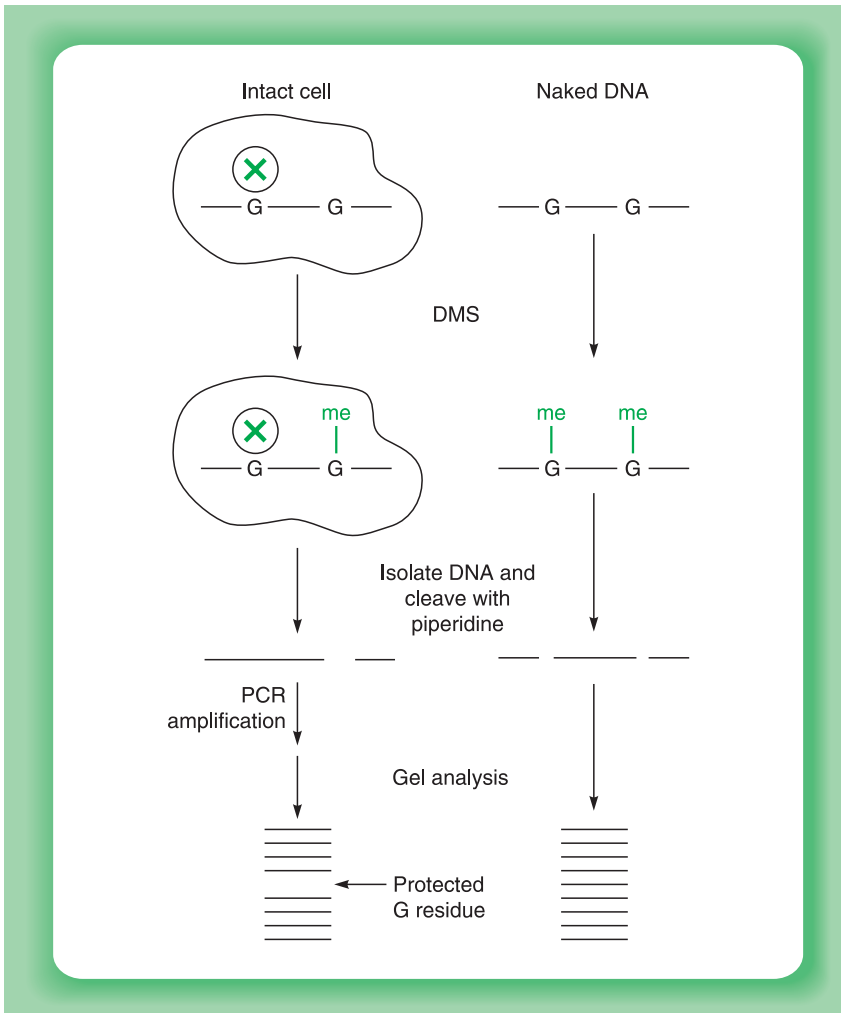 Intact cell
Naked DNA
G G
G G
DMS
me
me me
G G
G G
Isolate DNA and
cleave with
piperidine
PCR
amplification
Gel analysis
Protected
G residue